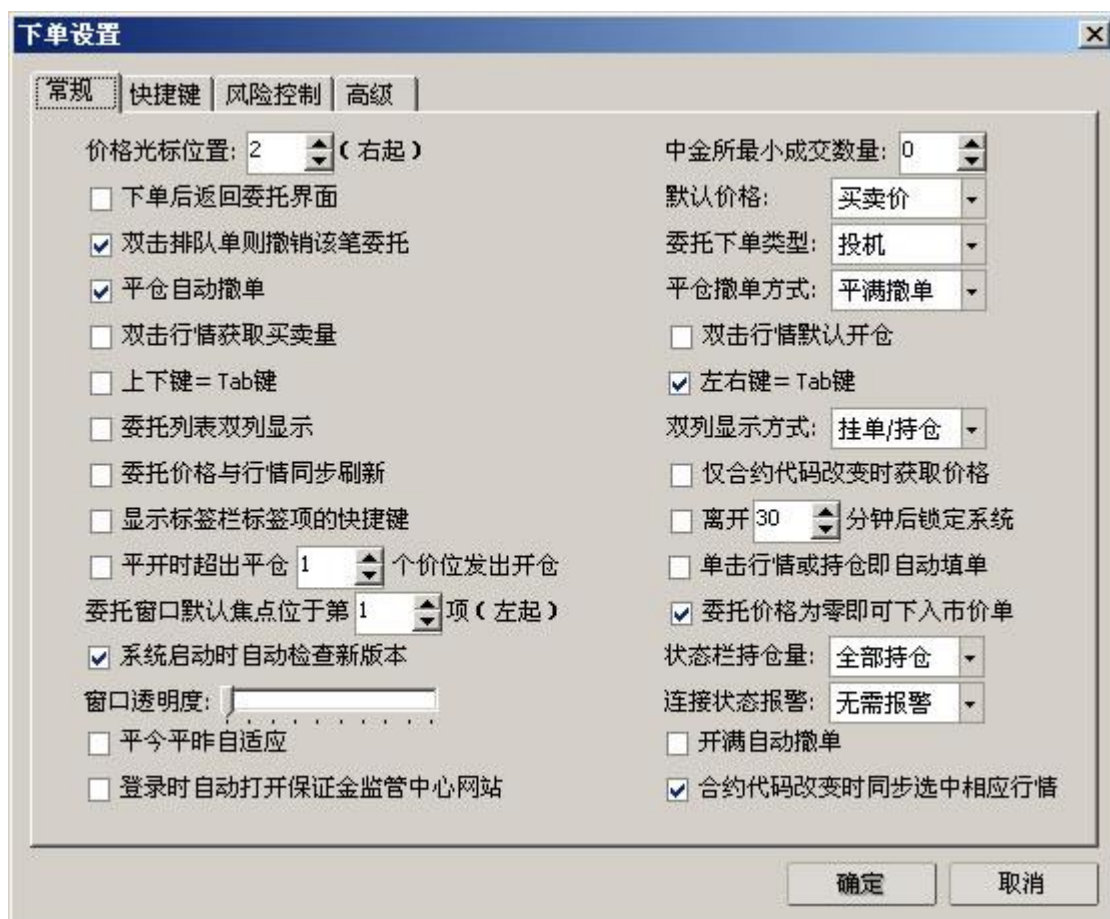 下单设置
常规 快捷键 风险控制 高级
价格光标位置: 2 (右起) 中金所最小成交数量: 0
下单后返回委托界面 默认价格: 买卖价
双击排队单则撤销该笔委托 委托下单类型: 投机
平仓自动撤单 平仓撤单方式: 平满撤单
双击行情获取买卖量 双击行情默认开仓
上下键=Tab键 左右键=Tab键
委托列表双列显示 双列显示方式: 挂单/持仓
委托价格与行情同步刷新 仅合约代码改变时获取价格
显示标签栏标签项的快捷键 离开 30 分钟后锁定系统
平开时超出平仓 1 个价位发出开仓 单击行情或持仓即自动填单
委托窗口默认焦点位于第 1 项(左起) 委托价格为零即可下入市价单
系统启动时自动检查新版本 状态栏持仓量: 全部持仓
窗口透明度: 连接状态报警: 无需报警
平今平昨自适应 开满自动撤单
登录时自动打开保证金监管中心网站 合约代码改变时同步选中相应行情
确定 取消